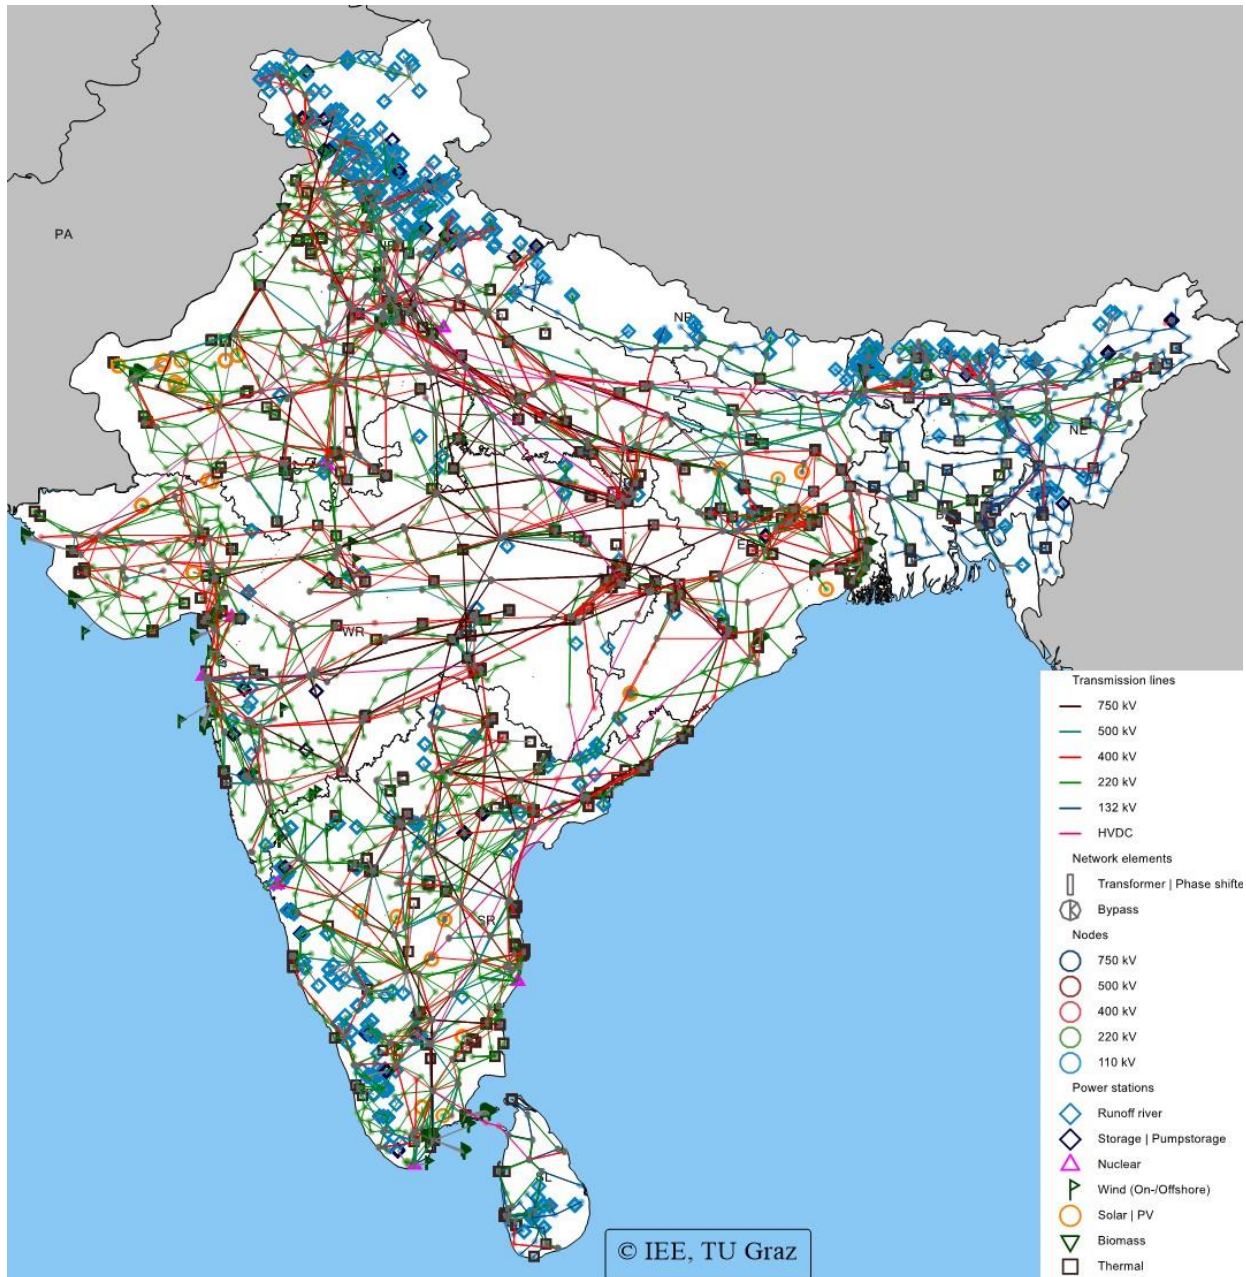 PA
NR
NP
NE
E
WR
SR
SL
Transmission lines
750 kV
500 kV
400 kV
220 kV
132 kV
HVDC
Network elements
Transformer | Phase shifte
Bypass
Nodes
750 kV
500 kV
400 kV
220 kV
110 kV
Power stations
Runoff river
Storage | Pumpstorage
Nuclear
Wind (On-/Offshore)
Solar | PV
Biomass
Thermal
© IEE, TU Graz